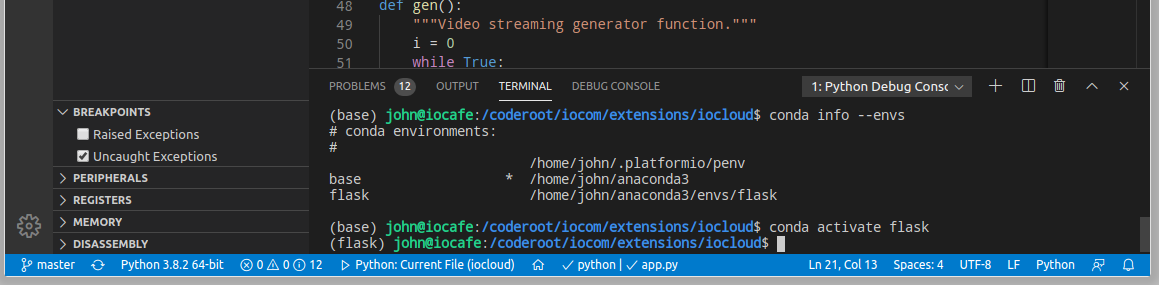 48 def gen():
49 """Video streaming generator function."""
50 i = 0
51 while True:
PROBLEMS 12 OUTPUT TERMINAL DEBUG CONSOLE 1: Python Debug Consc
BREAKPOINTS
Raised Exceptions
Uncaught Exceptions
PERIPHERALS
REGISTERS
MEMORY
DISASSEMBLY
(base) john@iocafe:/coderoot/iocom/extensions/iocloud$ conda info --envs
# conda environments:
#
/home/john/.platformio/penv
base * /home/john/anaconda3
flask /home/john/anaconda3/envs/flask
(base) john@iocafe:/coderoot/iocom/extensions/iocloud$ conda activate flask
(flask) john@iocafe:/coderoot/iocom/extensions/iocloud$
master Python 3.8.2 64-bit 0 0 12 Python: Current File (iocloud) python | app.py Ln 21, Col 13 Spaces: 4 UTF-8 LF Python